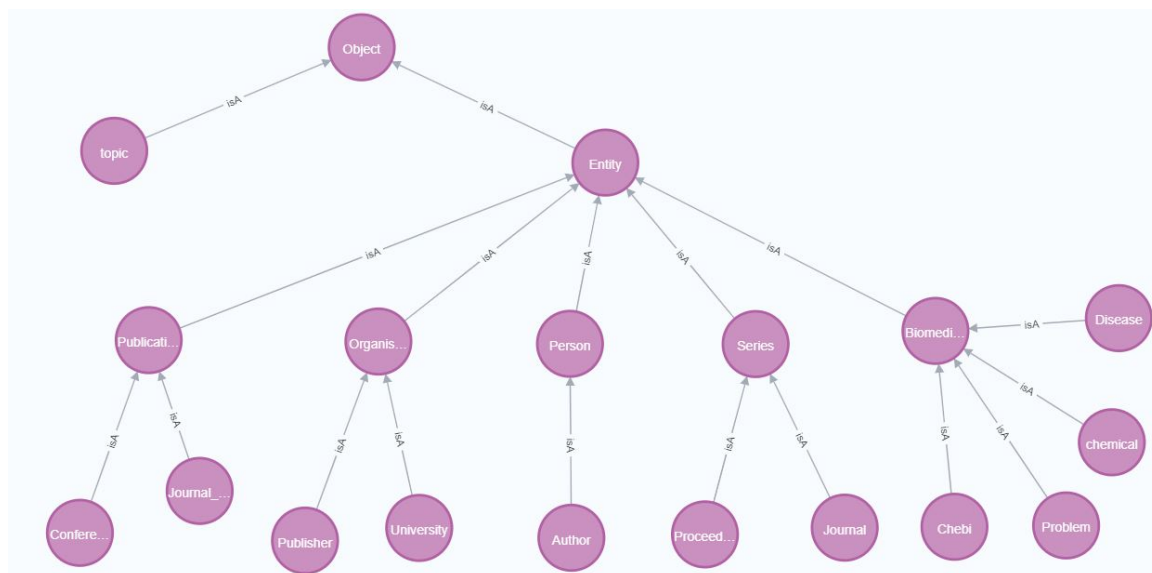 Object
isA
isA
topic
Entity
isA
isA
isA
isA
isA
Publicati...
Organis...
Person
Series
Biomedi...
isA
Disease
isA
isA
isA
isA
isA
isA
isA
isA
isA
isA
chemical
Journal_...
Confere...
Publisher
University
Author
Proceed...
Journal
Chebi
Problem